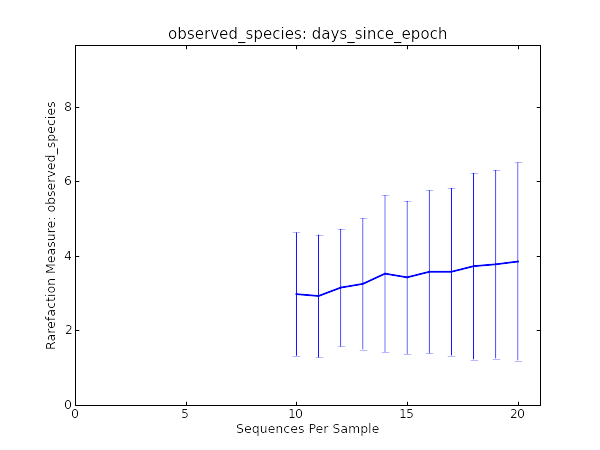 observed_species: days_since_epoch
Rarefaction Measure: observed_species
8
6
4
2
0
0 5 10 15 20
Sequences Per Sample